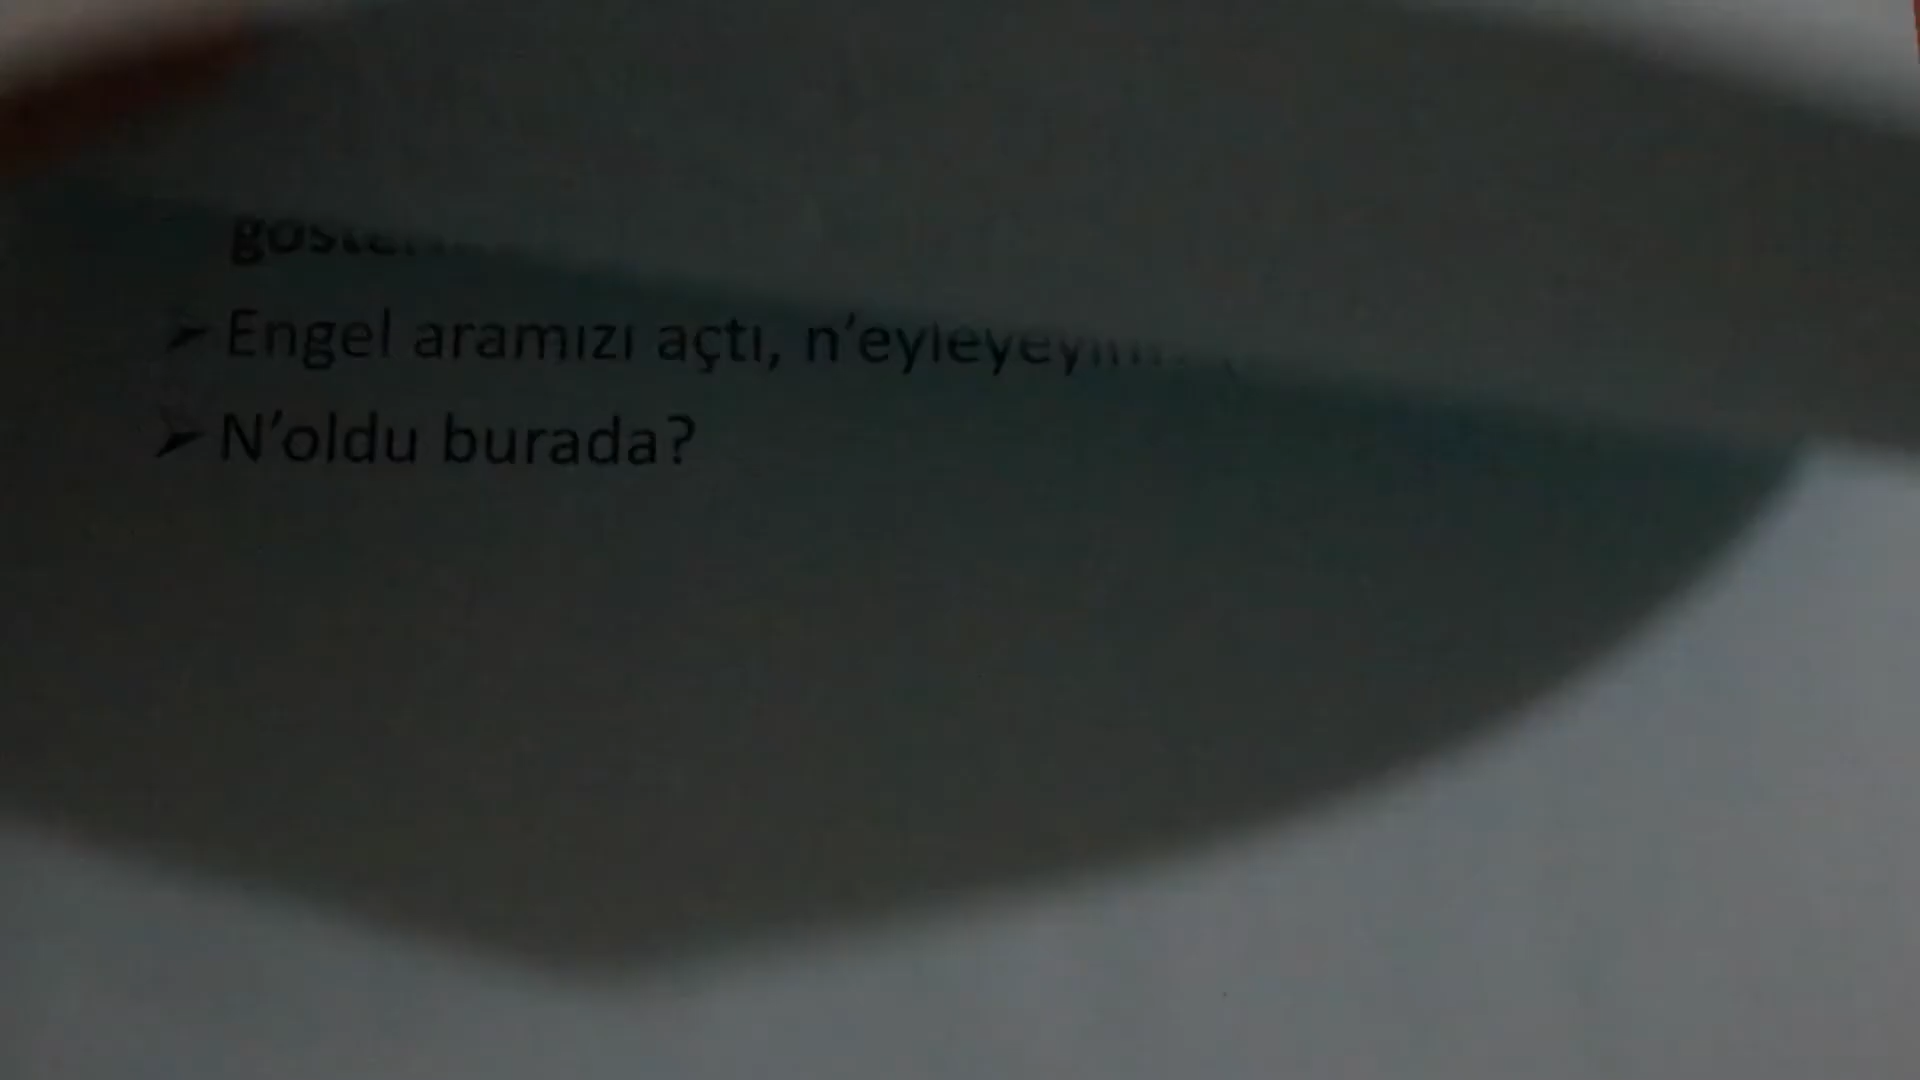 ➤ Engel aramızı açtı, n’eyleyeyim
➤ N’oldu burada?